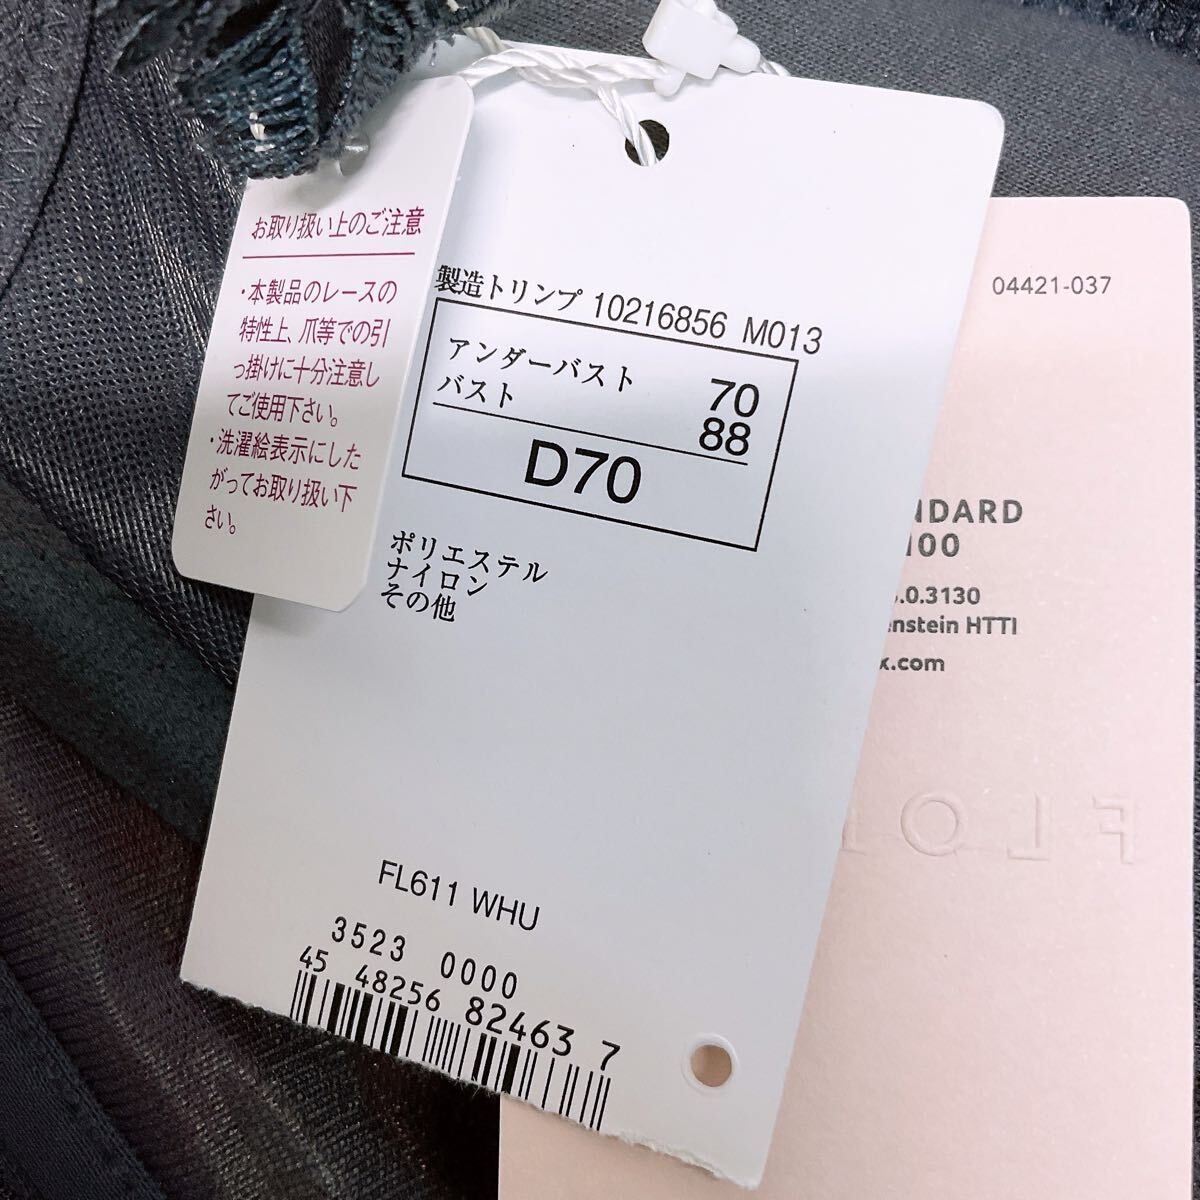 お取り扱い上のご注意
・本製品のレースの
特性上、爪等での引
っ掛けに十分注意し
てご使用下さい。
・洗濯絵表示にした
がってお取り扱い下
さい。
製造トリンプ 10216856 M013
アンダーバスト 70
バスト 88
D70
ポリエステル
ナイロン
その他
FL611 WHU
3523 0000
45 48256 82463 7
04421-037
NDARD
100
.0.3130
enstein HTTI
x.com